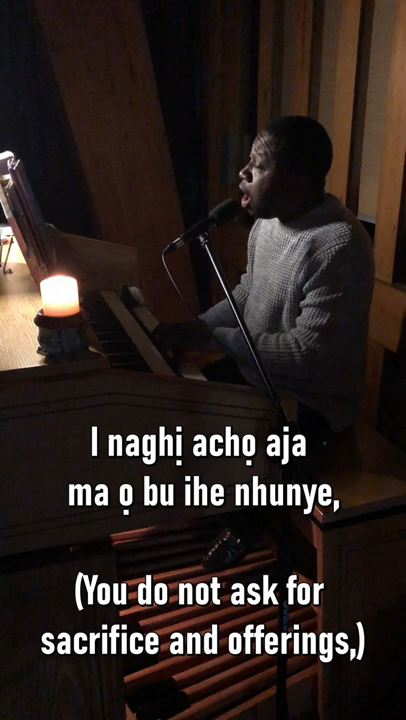 I naghị achọ aja
ma ọ bu ihe nhunye,
(You do not ask for
sacrifice and offerings,)